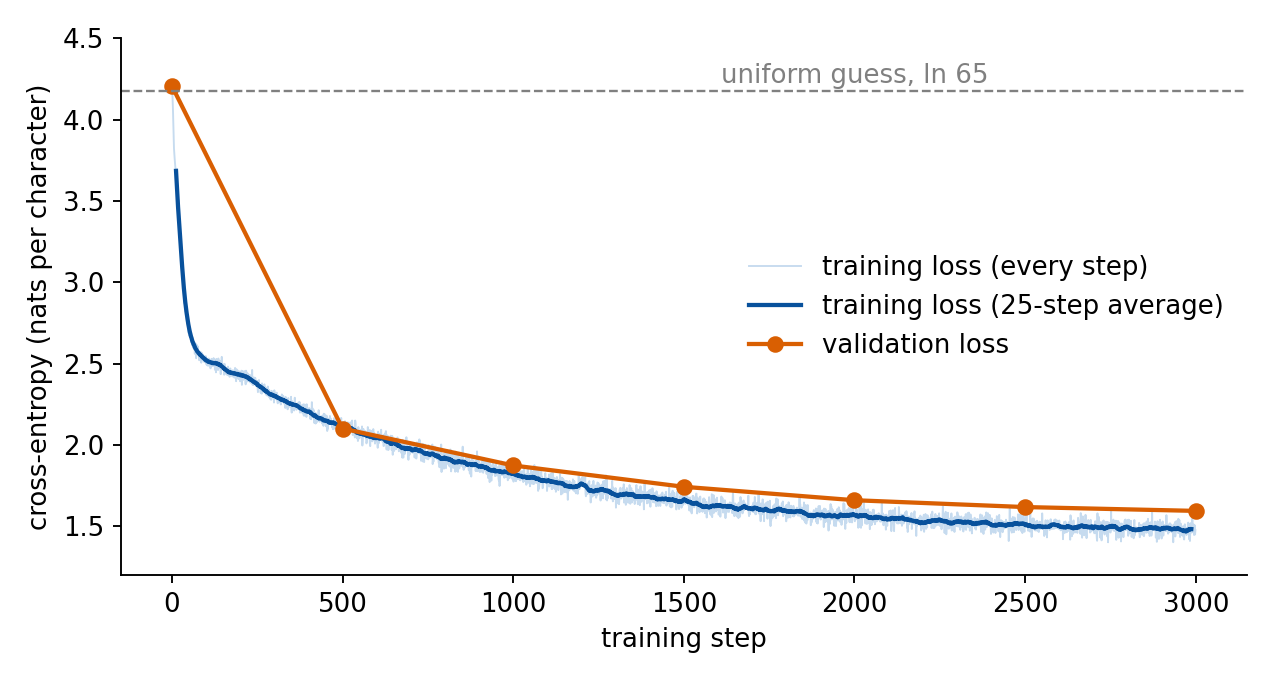 4.5
4.0
3.5
3.0
2.5
2.0
1.5
cross-entropy (nats per character)
uniform guess, ln 65
training loss (every step)
training loss (25-step average)
validation loss
0 500 1000 1500 2000 2500 3000
training step